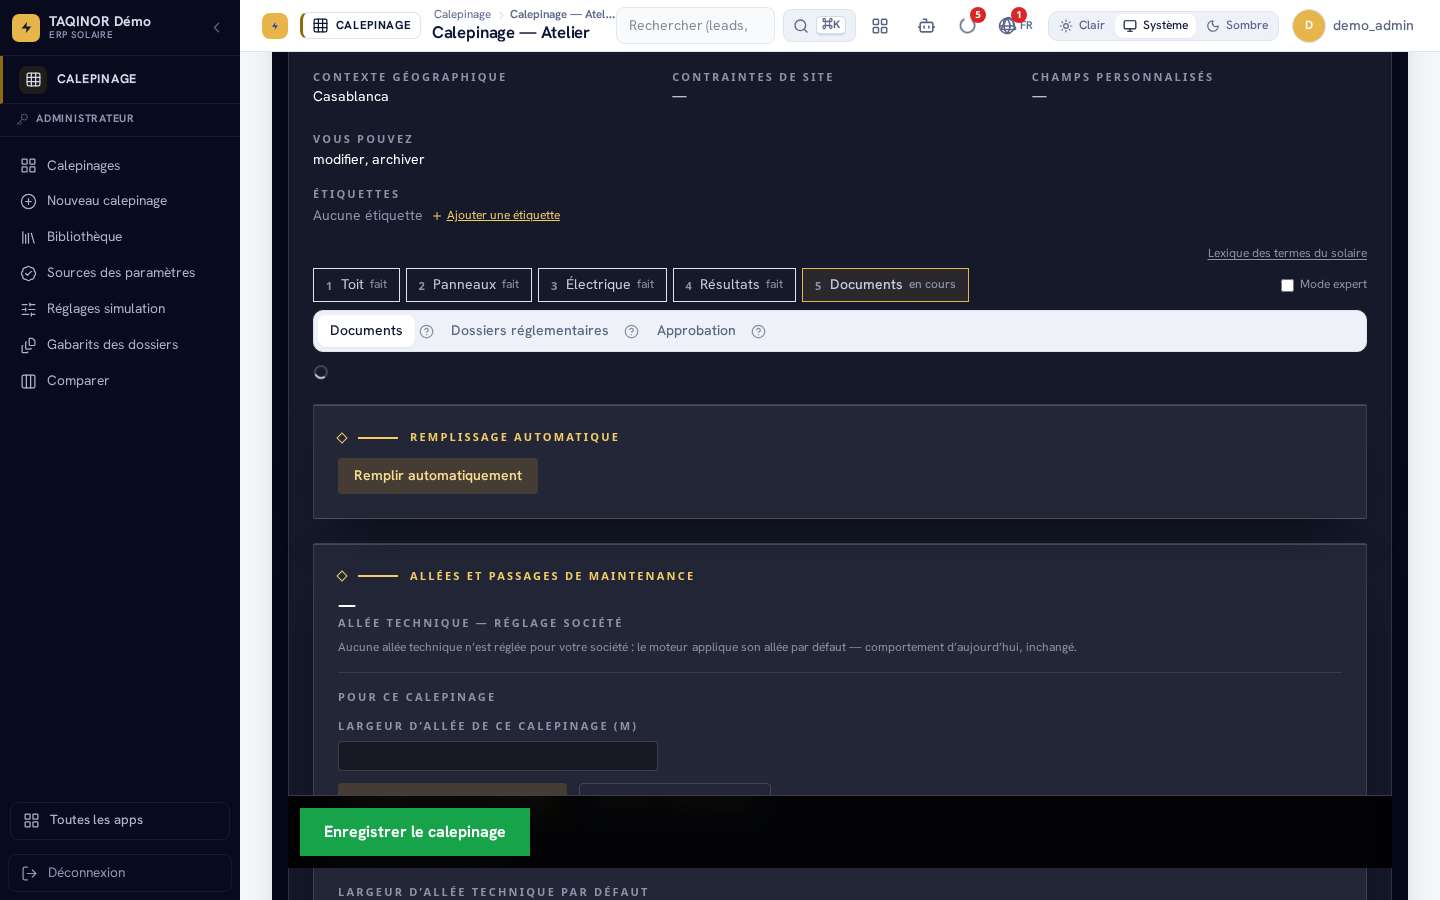 TAQINOR Démo
ERP SOLAIRE
CALEPINAGE
ADMINISTRATEUR
Calepinages
Nouveau calepinage
Bibliothèque
Sources des paramètres
Réglages simulation
Gabarits des dossiers
Comparer
Toutes les apps
Déconnexion
CALEPINAGE
Calepinage
Calepinage — Atel...
Calepinage — Atelier
Rechercher (leads,
⌘K
5
1
FR
Clair
Système
Sombre
D
demo_admin
CONTEXTE GÉOGRAPHIQUE
Casablanca
CONTRAINTES DE SITE
—
CHAMPS PERSONNALISÉS
—
VOUS POUVEZ
modifier, archiver
ÉTIQUETTES
Aucune étiquette + Ajouter une étiquette
Lexique des termes du solaire
1 Toit fait
2 Panneaux fait
3 Électrique fait
4 Résultats fait
5 Documents en cours
Mode expert
Documents ?
Dossiers réglementaires ?
Approbation ?
REMPLISSAGE AUTOMATIQUE
Remplir automatiquement
ALLÉES ET PASSAGES DE MAINTENANCE
—
ALLÉE TECHNIQUE — RÉGLAGE SOCIÉTÉ
Aucune allée technique n’est réglée pour votre société : le moteur applique son allée par défaut — comportement d’aujourd’hui, inchangé.
POUR CE CALEPINAGE
LARGEUR D’ALLÉE DE CE CALEPINAGE (M)
Enregistrer le calepinage
LARGEUR D’ALLÉE TECHNIQUE PAR DÉFAUT